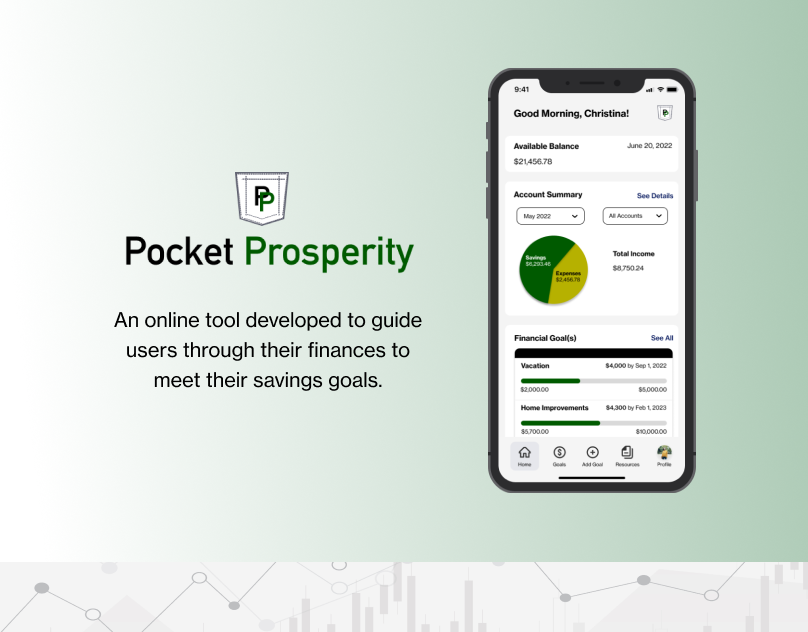 PP
Pocket Prosperity
An online tool developed to guide
users through their finances to
meet their savings goals.
9:41
Good Morning, Christina!
PP
Available Balance June 20, 2022
$21,456.78
Account Summary See Details
May 2022 All Accounts
Savings
$6,293.46
Expenses
$2,456.78
Total Income
$8,750.24
Financial Goal(s) See All
Vacation $4,000 by Sep 1, 2022
$2,000.00 $5,000.00
Home Improvements $4,300 by Feb 1, 2023
$5,700.00 $10,000.00
Home Goals Add Goal Resources Profile